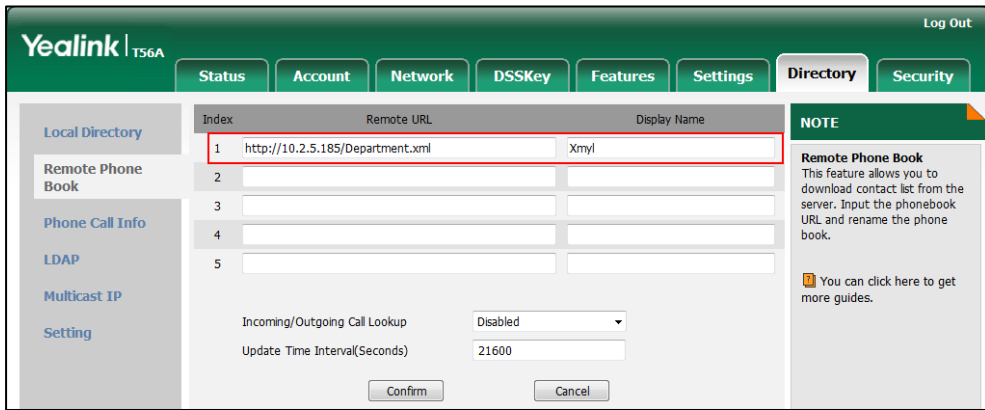 Log Out
Yealink | T56A
Status Account Network DSSKey Features Settings Directory Security
Local Directory
Remote Phone
Book
Phone Call Info
LDAP
Multicast IP
Setting
Index Remote URL Display Name
1 http://10.2.5.185/Department.xml Xmyl
2
3
4
5
Incoming/Outgoing Call Lookup Disabled
Update Time Interval(Seconds) 21600
Confirm Cancel
NOTE
Remote Phone Book
This feature allows you to
download contact list from the
server. Input the phonebook
URL and rename the phone
book.
? You can click here to get
more guides.